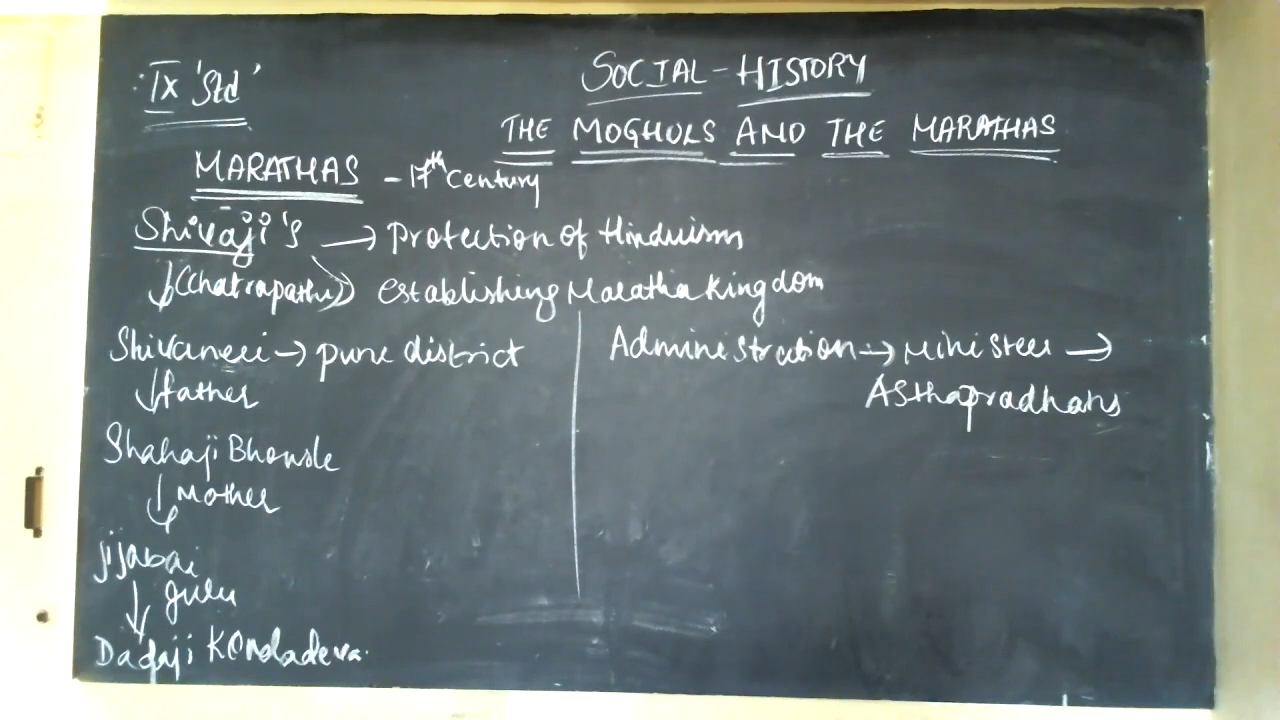 IX 'Std'
SOCIAL-HISTORY
THE MOGHULS AND THE MARATHAS
MARATHAS - 17th Century
Shivaji's → Protection of Hinduism
↓ (Chatrapathi) establishing Maratha Kingdom
Shivaneri → pune district
↓ father
Shahaji Bhonsle
↓ Mother
Jijabai
↓ guru
Dadaji Kondadeva.
Administration → Minister →
Asthapradhans